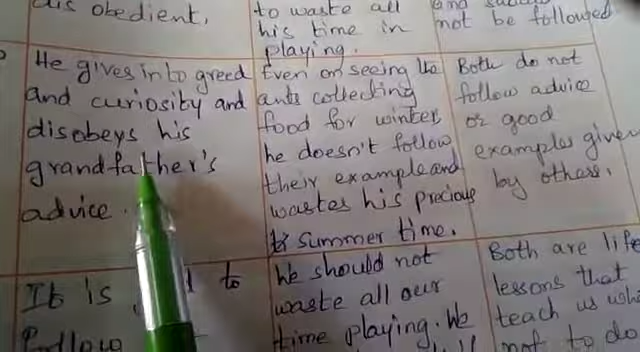 disobedient.
to waste all
his time in
playing.
not be followed
He gives into greed
and curiosity and
disobeys his
grandfather's
advice.
Even on seeing the
ants collecting
food for winter,
he doesn't follow
their example and
wastes his precious
summer time.
Both do not
follow advice
or good
examples given
by others.
It is to
follow
We should not
waste all our
time playing. We
Both are life
lessons that
teach us
not to do